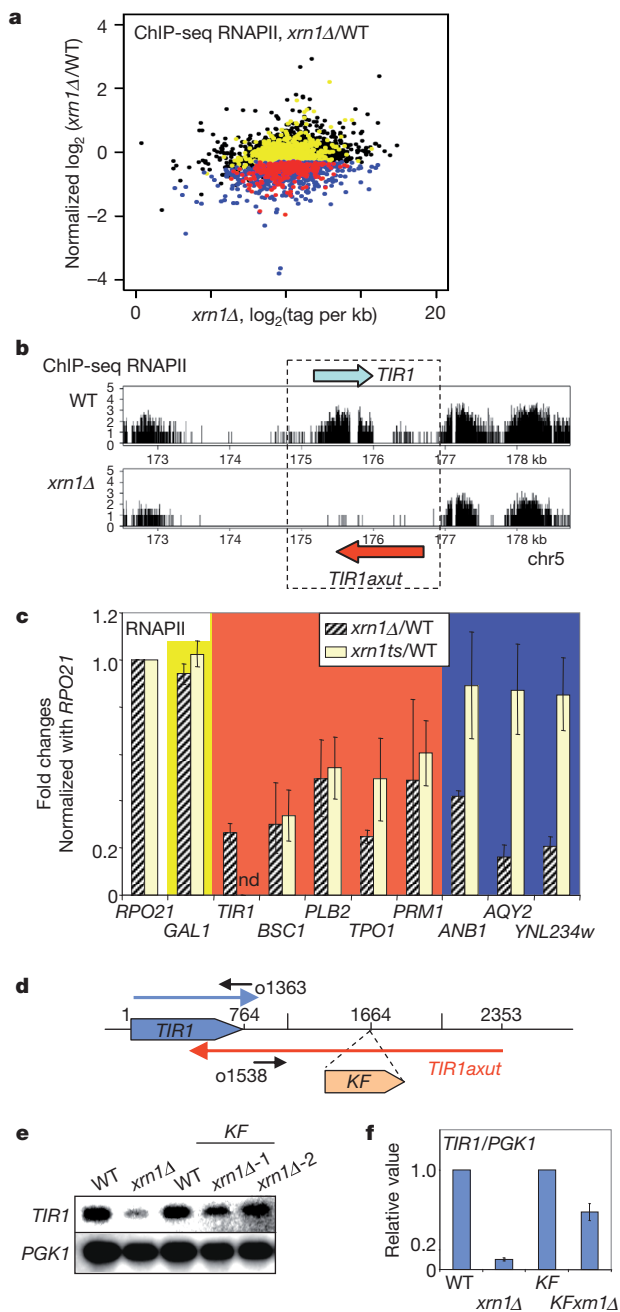 a
ChIP-seq RNAPII, xrn1Δ/WT
Normalized log2 (xrn1Δ/WT)
4
2
0
−2
−4
0
20
xrn1Δ, log2(tag per kb)
b
ChIP-seq RNAPII
TIR1
WT
5
4
3
2
1
0
173
174
175
176
177
178 kb
xrn1Δ
5
4
3
2
1
0
173
174
175
176
177
178 kb
TIR1axut
chr5
c
RNAPII
xrn1Δ/WT
xrn1ts/WT
Fold changes
Normalized with RPO21
1.2
1.0
0.2
0
nd
RPO21
GAL1
TIR1
BSC1
PLB2
TPO1
PRM1
ANB1
AQY2
YNL234w
d
o1363
1
764
1664
2353
TIR1
TIR1axut
o1538
KF
e
KF
WT
xrn1Δ
WT
xrn1Δ-1
xrn1Δ-2
TIR1
PGK1
f
TIR1/PGK1
Relative value
1.0
0.2
0
WT
xrn1Δ
KF
KFxrn1Δ